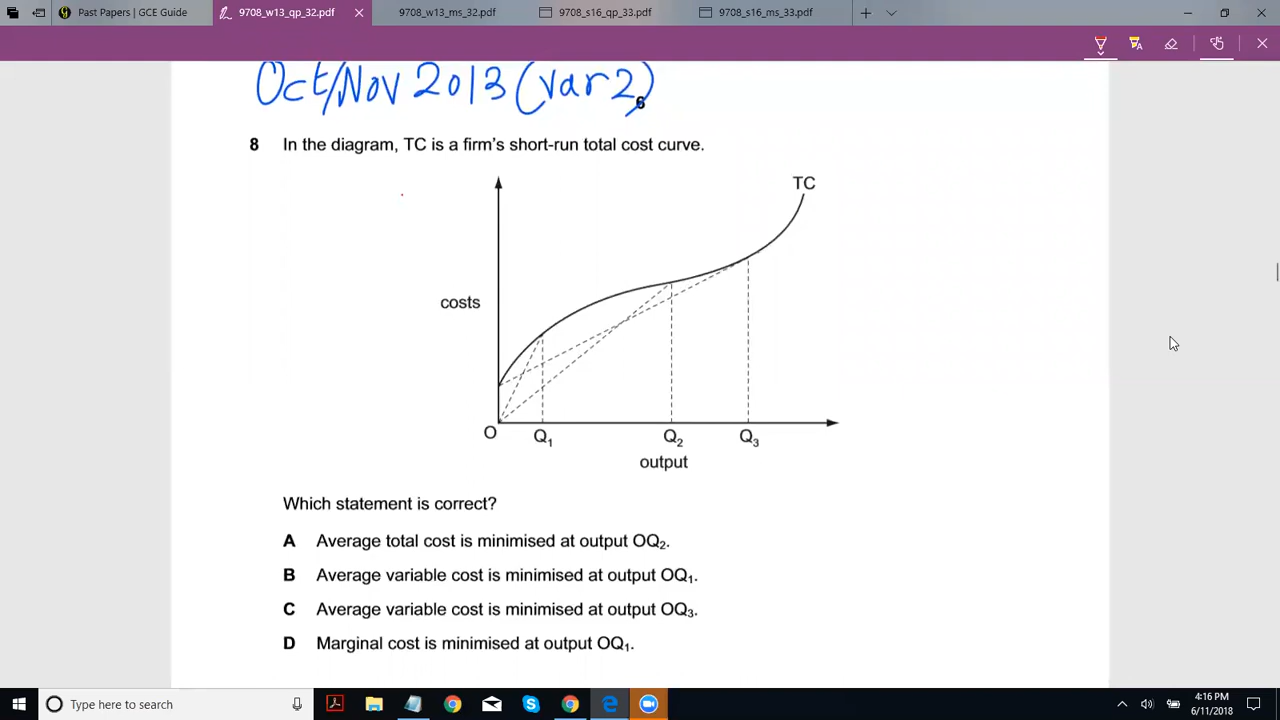 Past Papers | GCE Guide
9708_w13_qp_32.pdf
9708_w13_ms_32.pdf
9708_s16_qp_33.pdf
9708_s16_ms_33.pdf
Oct/Nov 2013 (var 2)
6
8 In the diagram, TC is a firm's short-run total cost curve.
TC
costs
O Q1 Q2 Q3
output
Which statement is correct?
A Average total cost is minimised at output OQ2.
B Average variable cost is minimised at output OQ1.
C Average variable cost is minimised at output OQ3.
D Marginal cost is minimised at output OQ1.
Type here to search
4:16 PM
6/11/2018